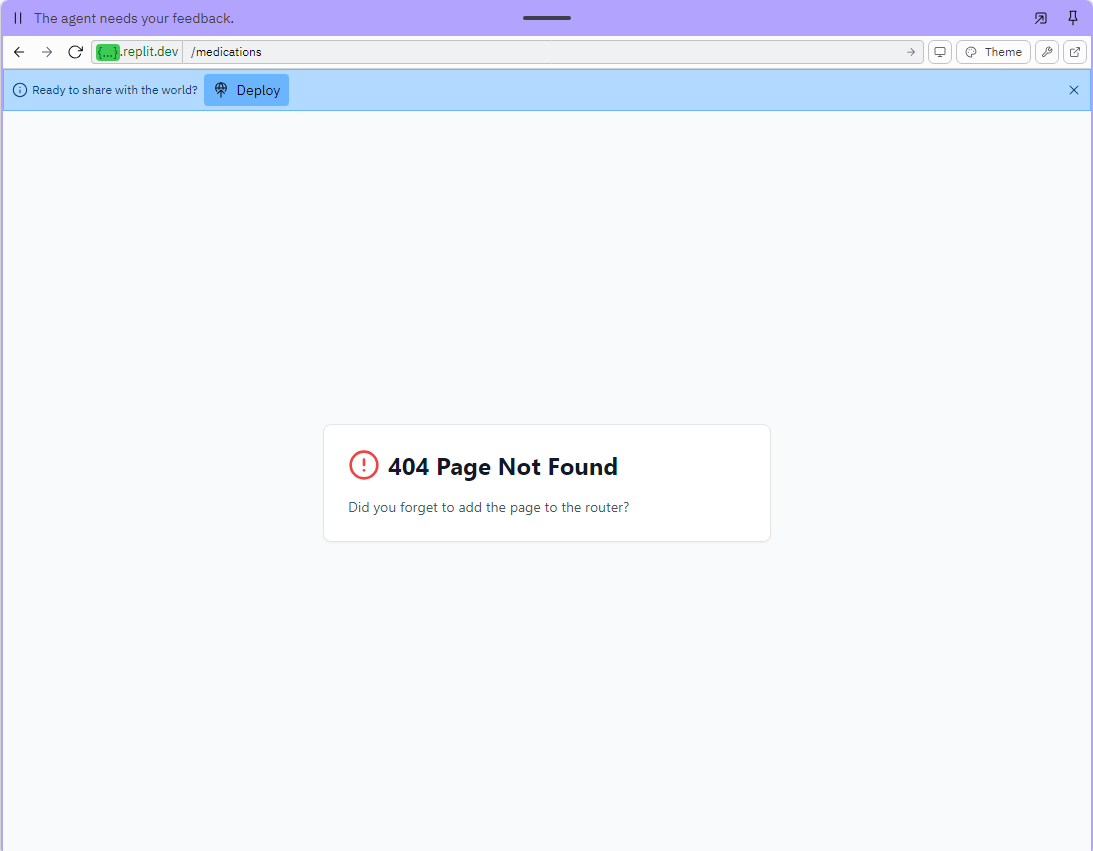 The agent needs your feedback.
{...}.replit.dev /medications
Theme
Ready to share with the world?
Deploy
404 Page Not Found
Did you forget to add the page to the router?